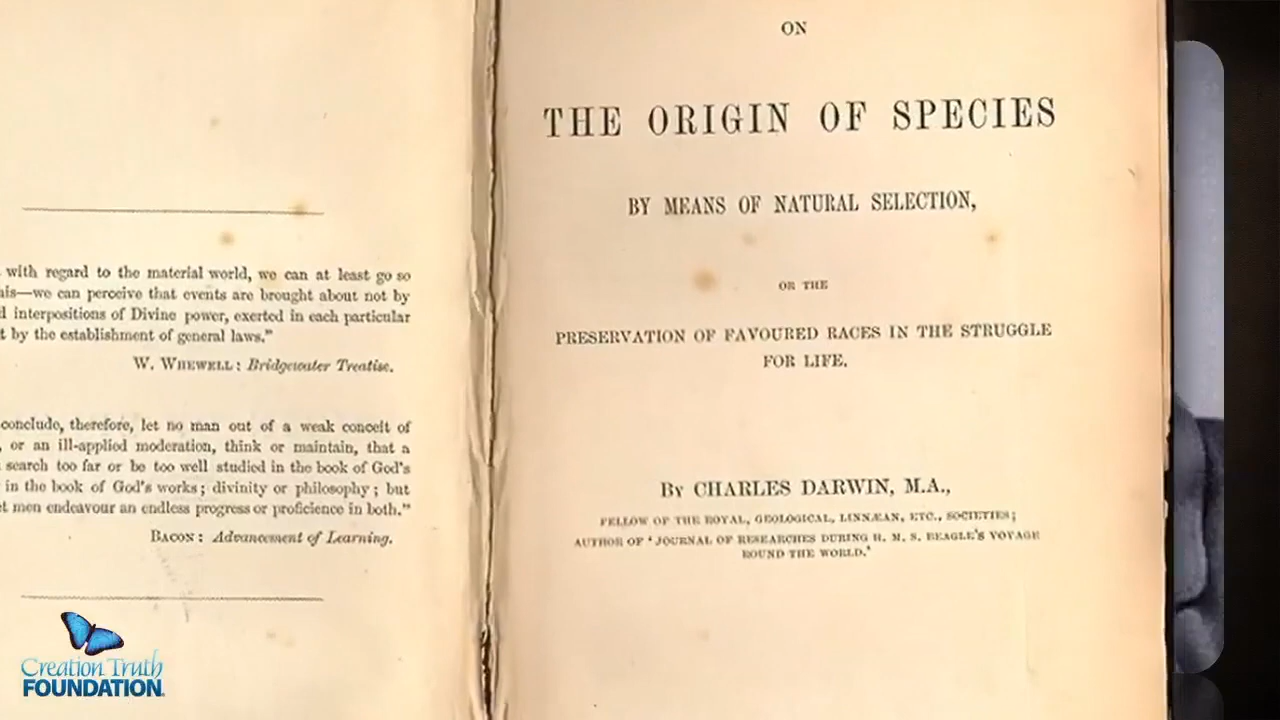 with regard to the material world, we can at least go so
his—we can perceive that events are brought about not by
interpositions of Divine power, exerted in each particular
t by the establishment of general laws."
W. WHEWELL: Bridgewater Treatise.
conclude, therefore, let no man out of a weak conceit of
, or an ill-applied moderation, think or maintain, that a
search too far or be too well studied in the book of God's
in the book of God's works; divinity or philosophy; but
et men endeavour an endless progress or proficience in both."
BACON: Advancement of Learning.
ON
THE ORIGIN OF SPECIES
BY MEANS OF NATURAL SELECTION,
OR THE
PRESERVATION OF FAVOURED RACES IN THE STRUGGLE
FOR LIFE.
BY CHARLES DARWIN, M.A.,
FELLOW OF THE ROYAL, GEOLOGICAL, LINNÆAN, ETC., SOCIETIES;
AUTHOR OF 'JOURNAL OF RESEARCHES DURING H. M. S. BEAGLE'S VOYAGE
ROUND THE WORLD.'
Creation Truth
FOUNDATION